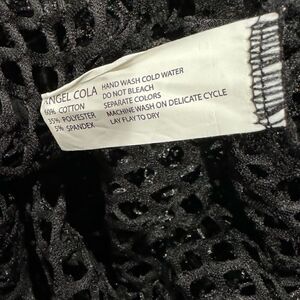 ANGEL COLA
60% COTTON
35% POLYESTER
5% SPANDEX
HAND WASH COLD WATER
DO NOT BLEACH
SEPARATE COLORS
MACHINE WASH ON DELICATE CYCLE
LAY FLAY TO DRY